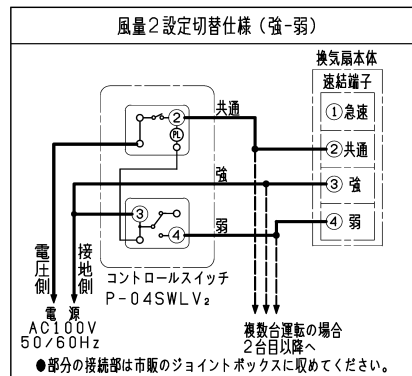 風量2設定切替仕様(強-弱)
換気扇本体
速結端子
①急速
②共通
③ 強
④ 弱
共通
強
弱
②
PL
③
④
コントロールスイッチ
P-04SWLV₂
電圧側
接地側
電 源
AC100V
50/60Hz
複数台運転の場合
2台目以降へ
●部分の接続部は市販のジョイントボックスに収めてください。